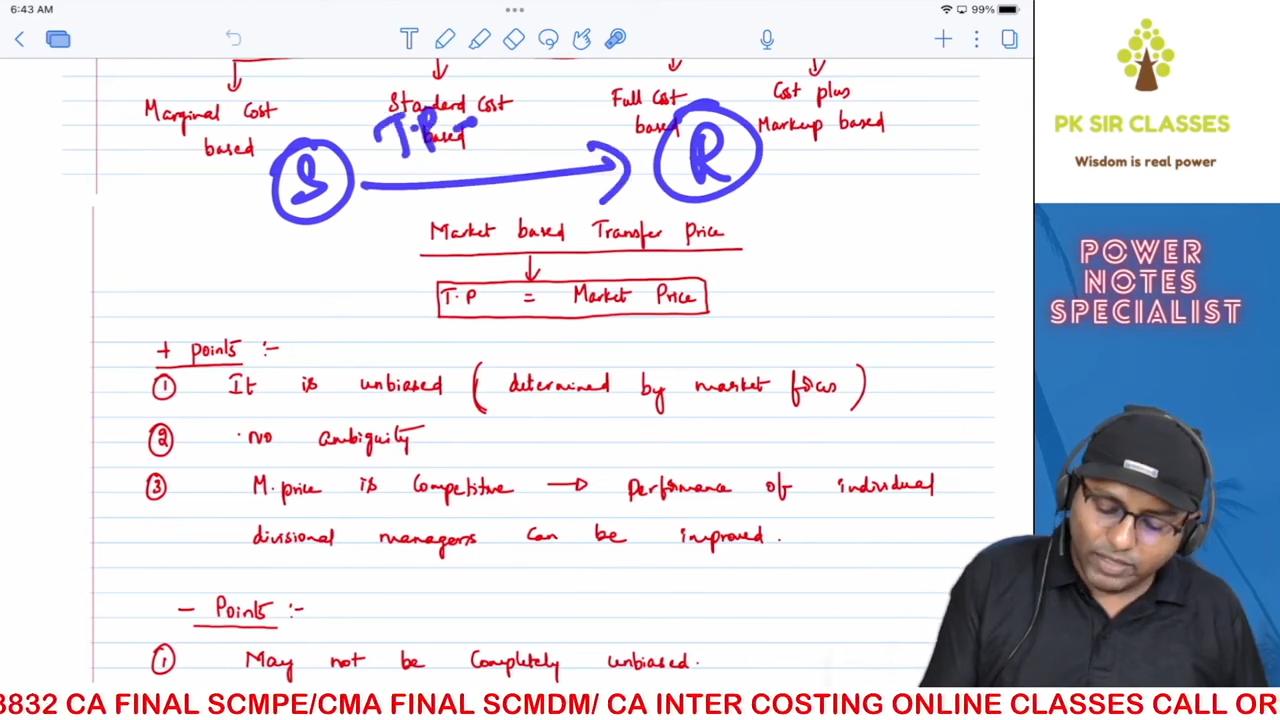 6:43 AM
99%
T
Marginal Cost
based
Standard Cost
based
Full Cost
based
Cost plus
Markup based
T.P
S
R
Market based Transfer Price
T.P = Market Price
+ points :-
① It is unbiased (determined by market focus)
② no ambiguity
③ M.price is Competitive → Performance of individual
divisional managers can be improved.
- Points :-
① May not be Completely unbiased.
PK SIR CLASSES
Wisdom is real power
POWER
NOTES
SPECIALIST
3832 CA FINAL SCMPE/CMA FINAL SCMDM/ CA INTER COSTING ONLINE CLASSES CALL OR